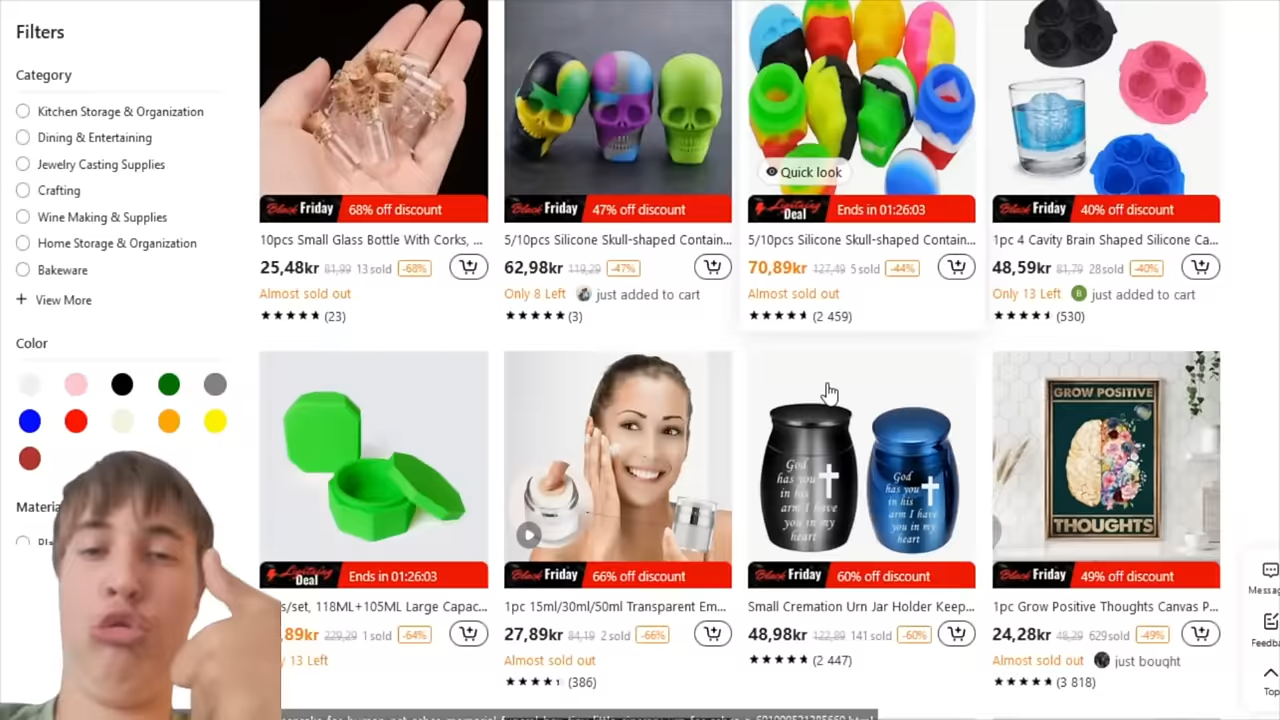 Filters
Category
Kitchen Storage & Organization
Dining & Entertaining
Jewelry Casting Supplies
Crafting
Wine Making & Supplies
Home Storage & Organization
Bakeware
+ View More
Color
Materia
Black Friday 68% off discount
10pcs Small Glass Bottle With Corks, ...
25,48kr 81,99 13 sold -68%
Almost sold out
(23)
Black Friday 47% off discount
5/10pcs Silicone Skull-shaped Contain...
62,98kr 119,29 -47%
Only 8 Left just added to cart
(3)
Quick look
Lightning Deal Ends in 01:26:03
5/10pcs Silicone Skull-shaped Contain...
70,89kr 127,49 5 sold -44%
Almost sold out
(2 459)
Black Friday 40% off discount
1pc 4 Cavity Brain Shaped Silicone Ca...
48,59kr 81,79 28 sold -40%
Only 13 Left B just added to cart
(530)
Lightning Deal Ends in 01:26:03
s/set, 118ML+105ML Large Capac...
,89kr 229,29 1 sold -64%
13 Left
Black Friday 66% off discount
1pc 15ml/30ml/50ml Transparent Em...
27,89kr 84,19 2 sold -66%
Almost sold out
(386)
God has you in his arm I have you in my heart
God has you in his arm I have you in my heart
Black Friday 60% off discount
Small Cremation Urn Jar Holder Keep...
48,98kr 122,89 141 sold -60%
(2 447)
GROW POSITIVE
THOUGHTS
Black Friday 49% off discount
1pc Grow Positive Thoughts Canvas P...
24,28kr 48,29 629 sold -49%
Almost sold out just bought
(3 818)
Messag
Feedba
Top